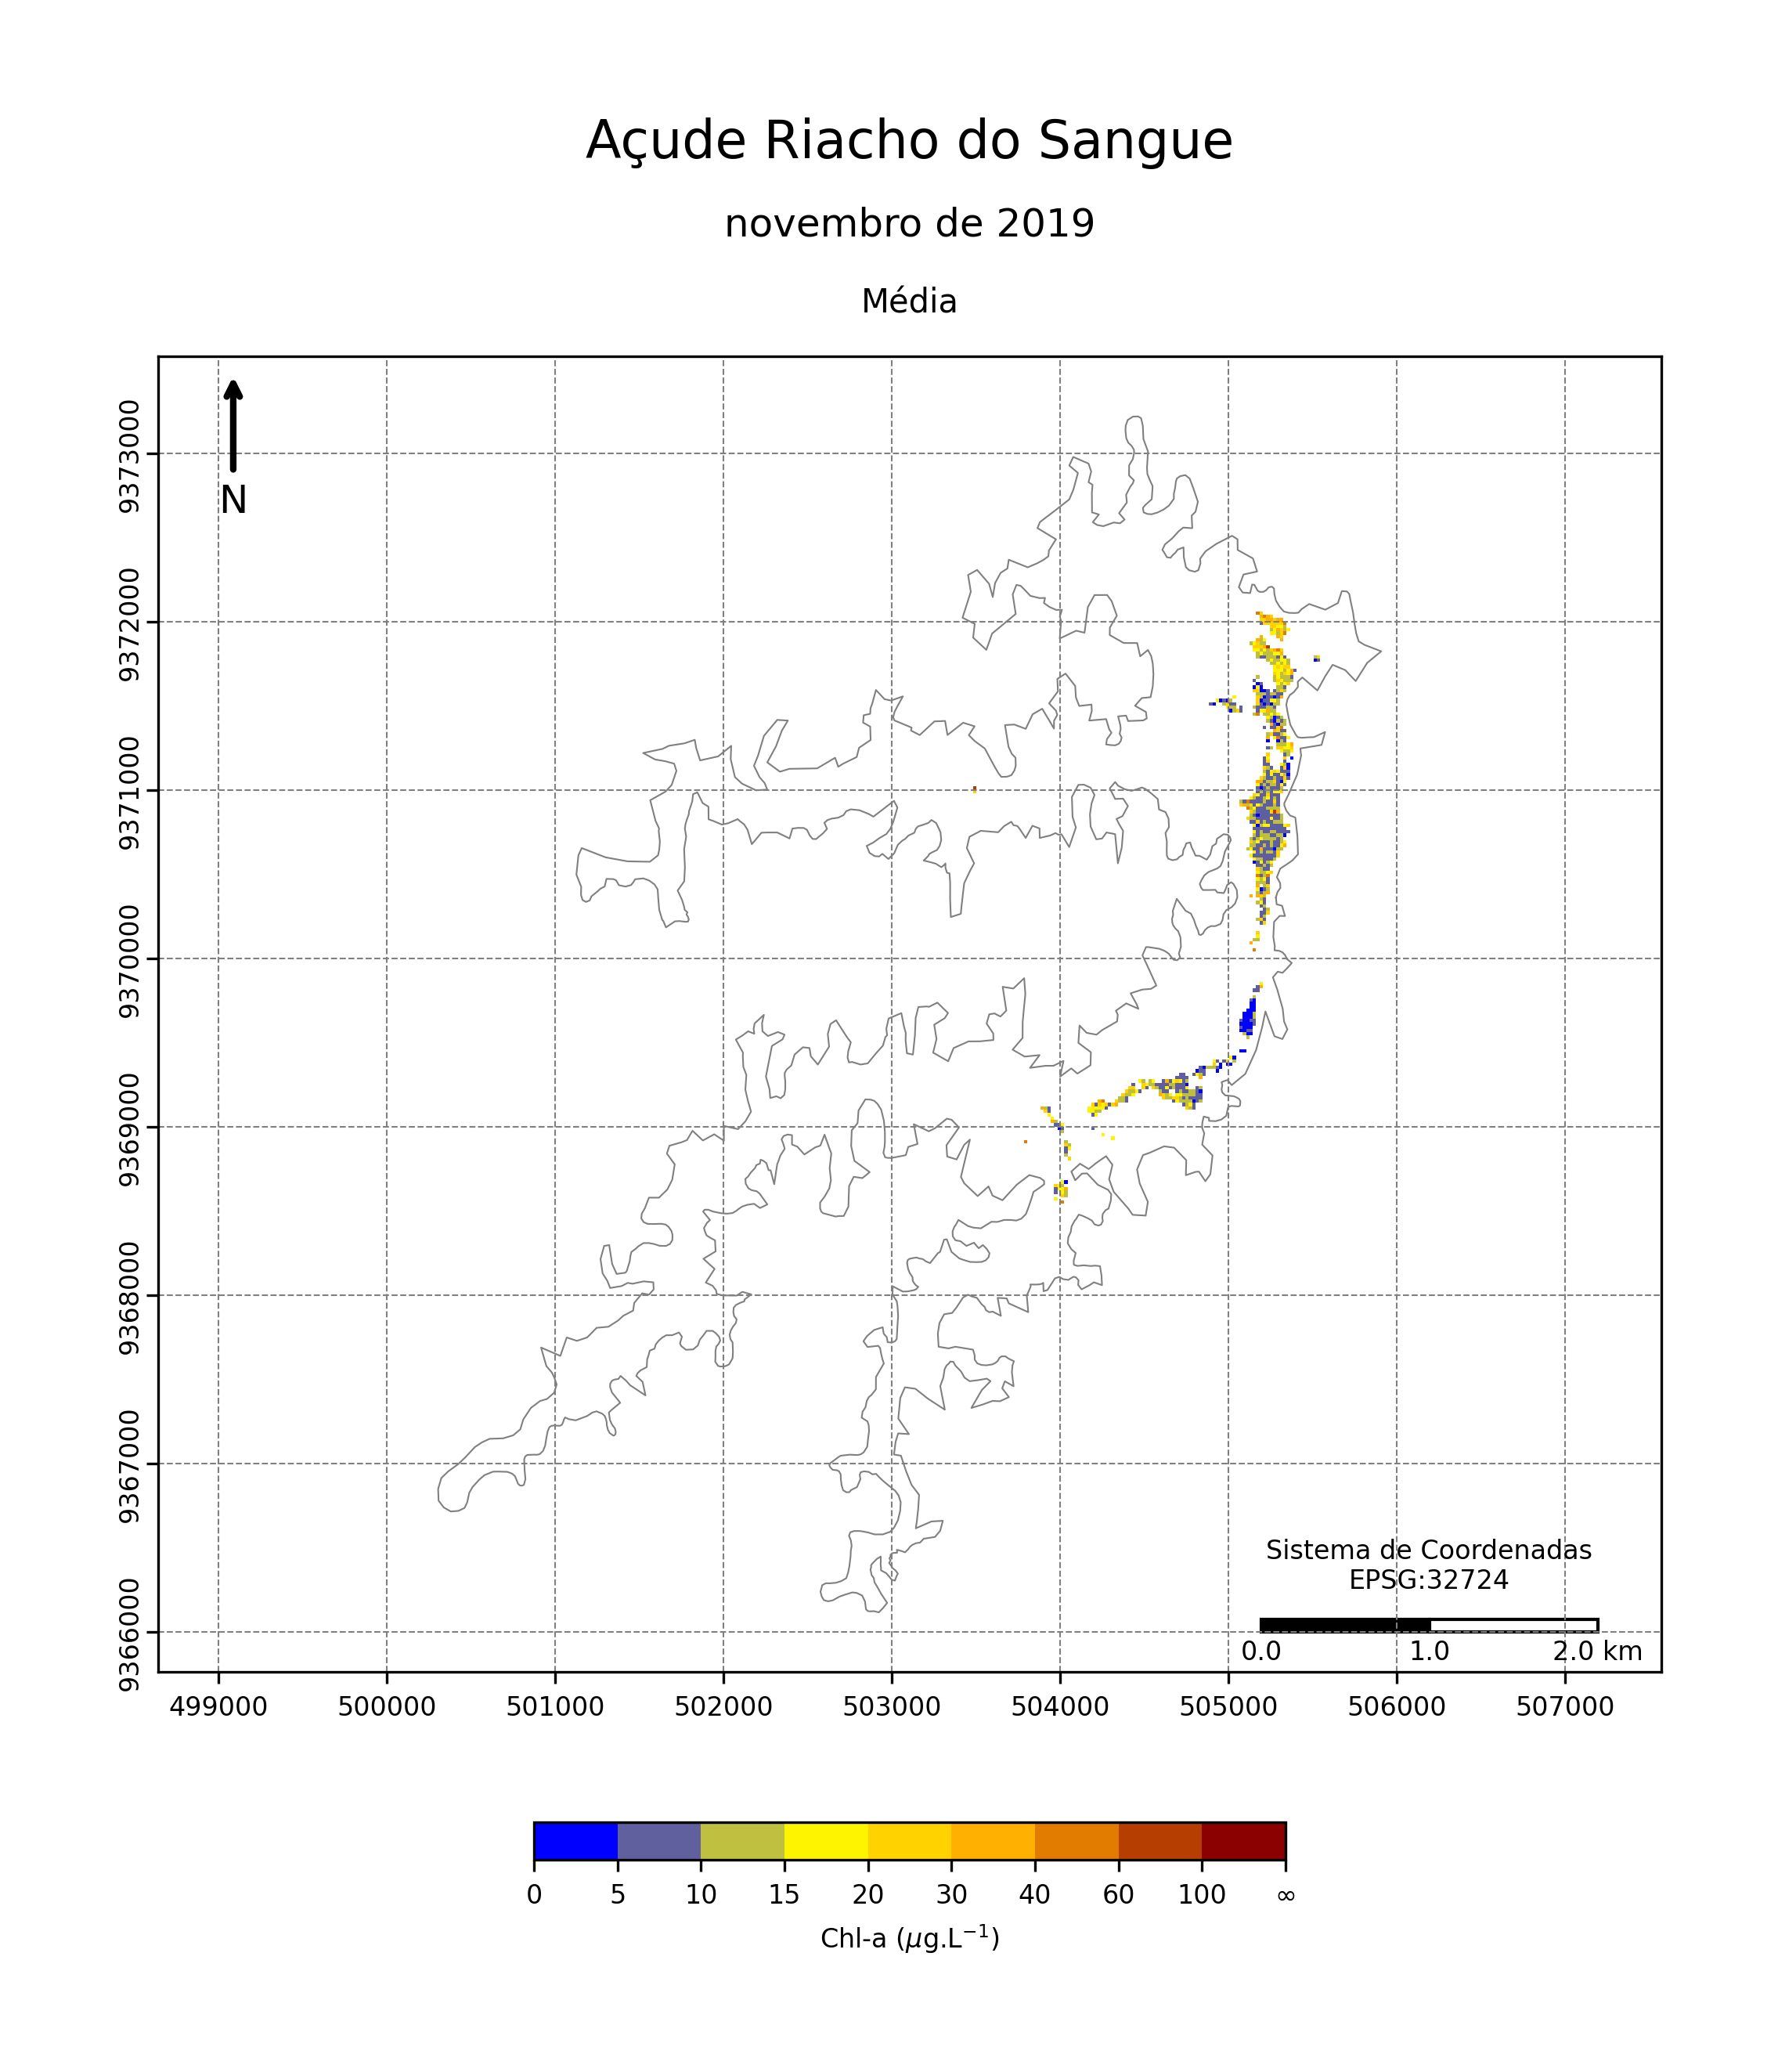 Açude Riacho do Sangue
novembro de 2019
Média
N
9373000
9372000
9371000
9370000
9369000
9368000
9367000
9366000
Sistema de Coordenadas
EPSG:32724
0.0 1.0 2.0 km
499000 500000 501000 502000 503000 504000 505000 506000 507000
0 5 10 15 20 30 40 60 100 ∞
Chl-a (μg.L⁻¹)